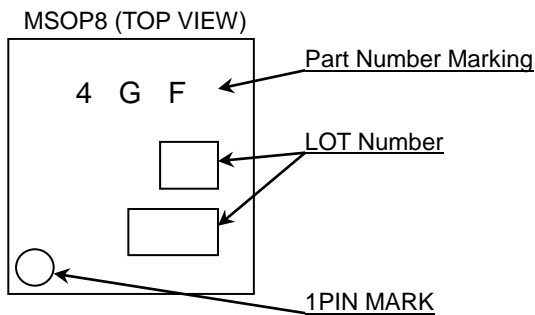 MSOP8 (TOP VIEW)
Part Number Marking
4 G F
LOT Number
1PIN MARK